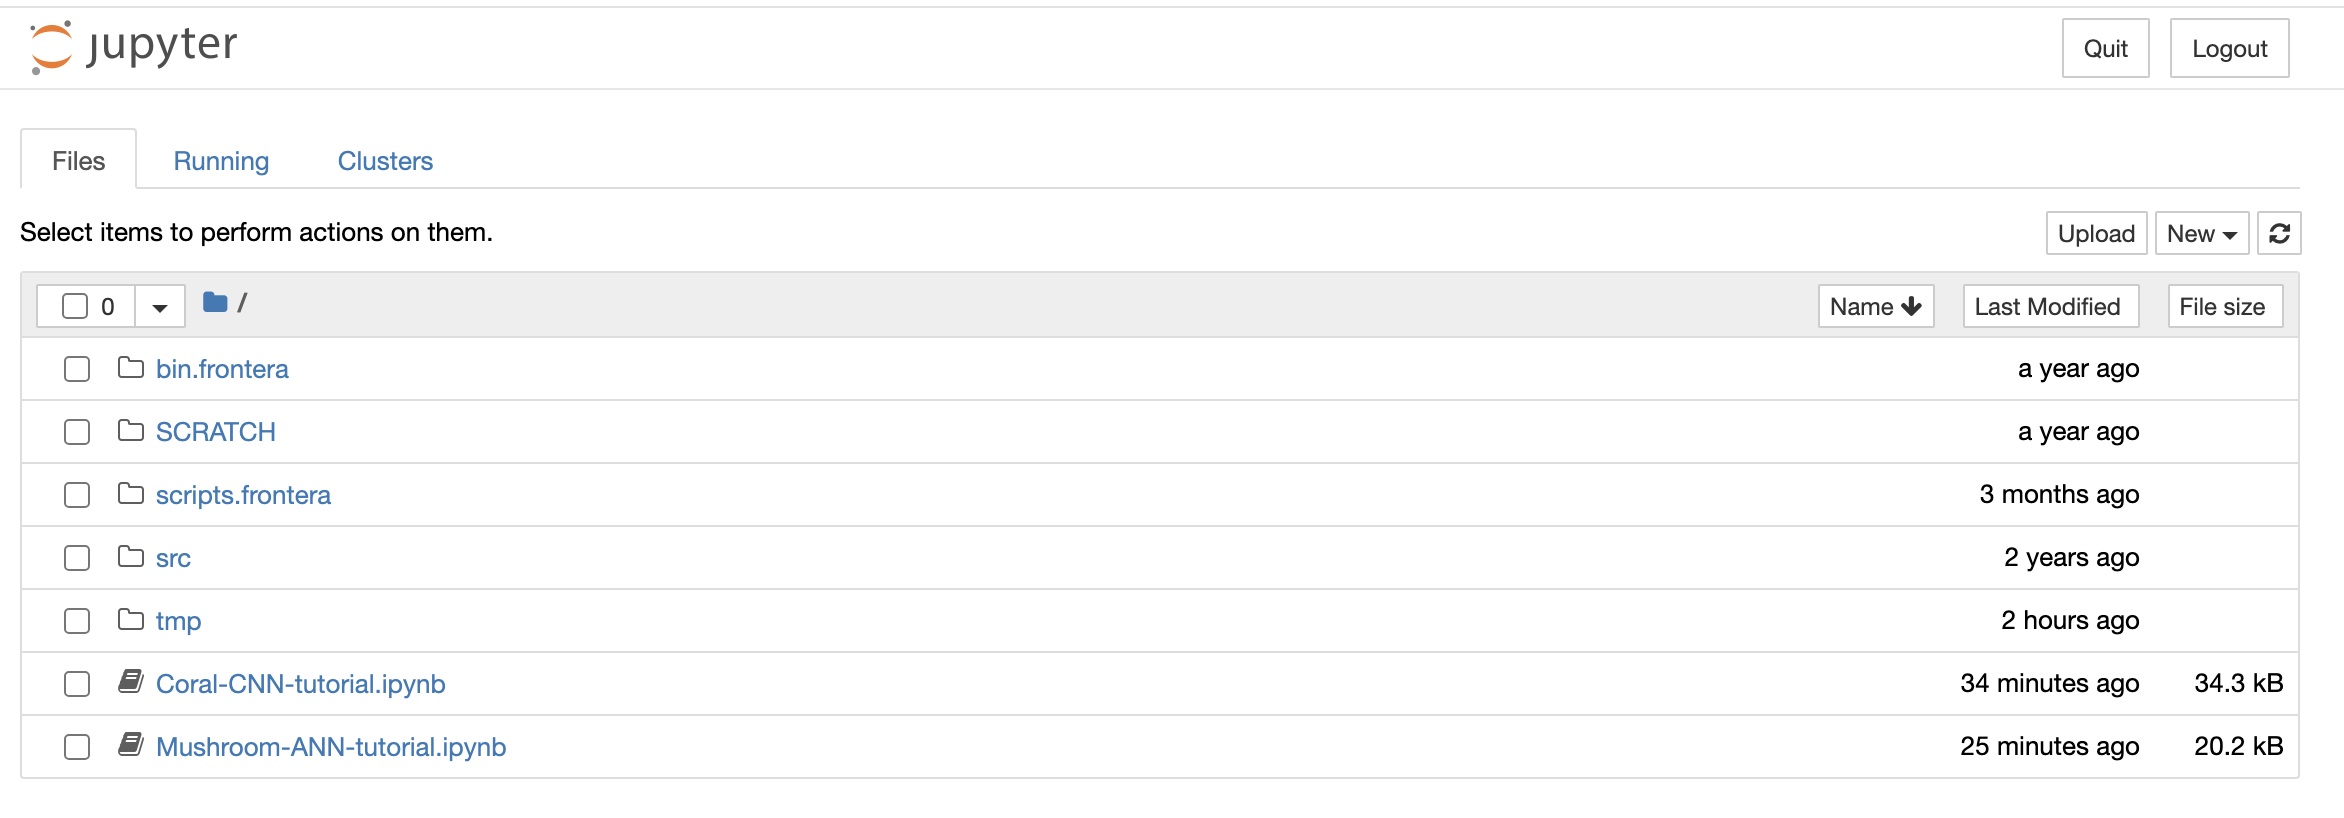 jupyter Quit Logout
Files Running Clusters
Select items to perform actions on them. Upload New
0 / Name Last Modified File size
bin.frontera a year ago
SCRATCH a year ago
scripts.frontera 3 months ago
src 2 years ago
tmp 2 hours ago
Coral-CNN-tutorial.ipynb 34 minutes ago 34.3 kB
Mushroom-ANN-tutorial.ipynb 25 minutes ago 20.2 kB